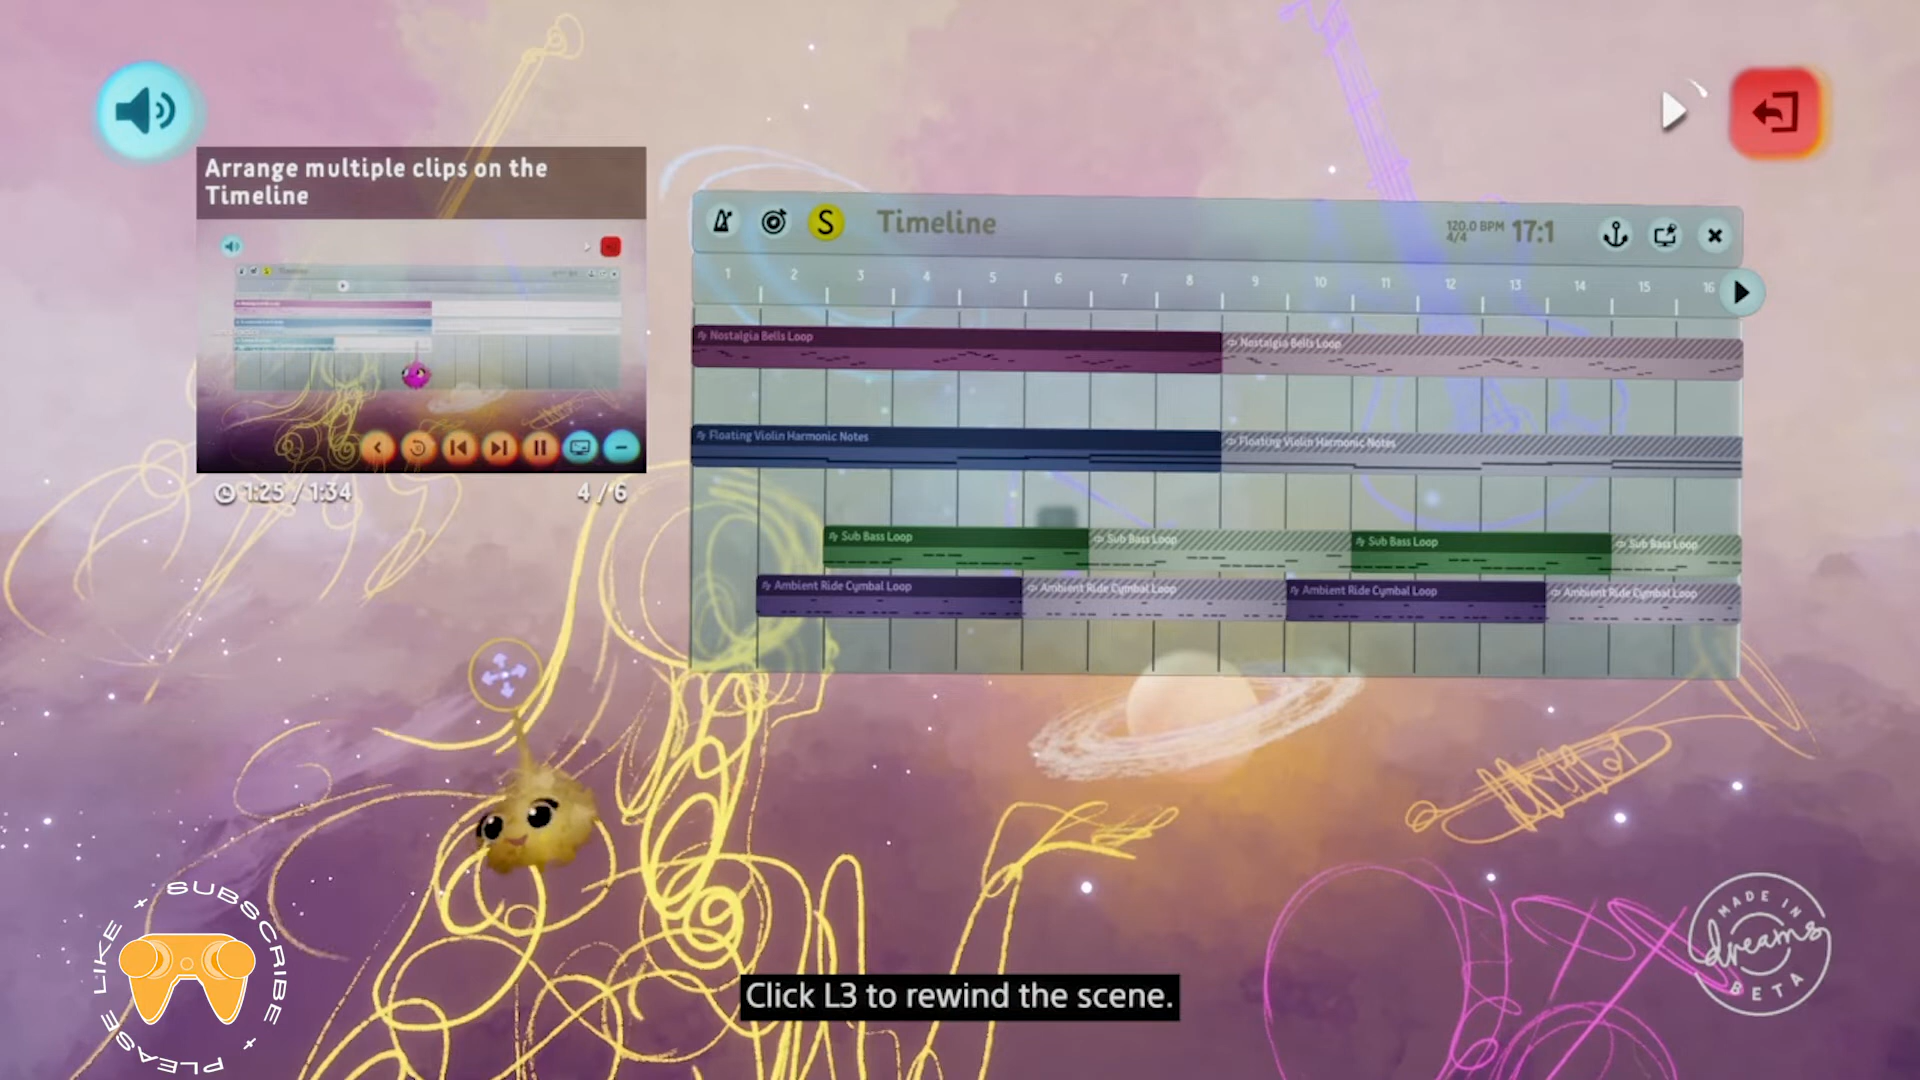 Arrange multiple clips on the
Timeline
1:25 / 1:34
4 / 6
S
Timeline
120.0 BPM
4/4
17:1
1 2 3 4 5 6 7 8 9 10 11 12 13 14 15 16
Nostalgia Bells Loop
Nostalgia Bells Loop
Floating Violin Harmonic Notes
Floating Violin Harmonic Notes
Sub Bass Loop
Sub Bass Loop
Sub Bass Loop
Sub Bass Loop
Ambient Ride Cymbal Loop
Ambient Ride Cymbal Loop
Ambient Ride Cymbal Loop
Ambient Ride Cymbal Loop
PLEASE LIKE + SUBSCRIBE +
MADE IN
dreams
BETA
Click L3 to rewind the scene.